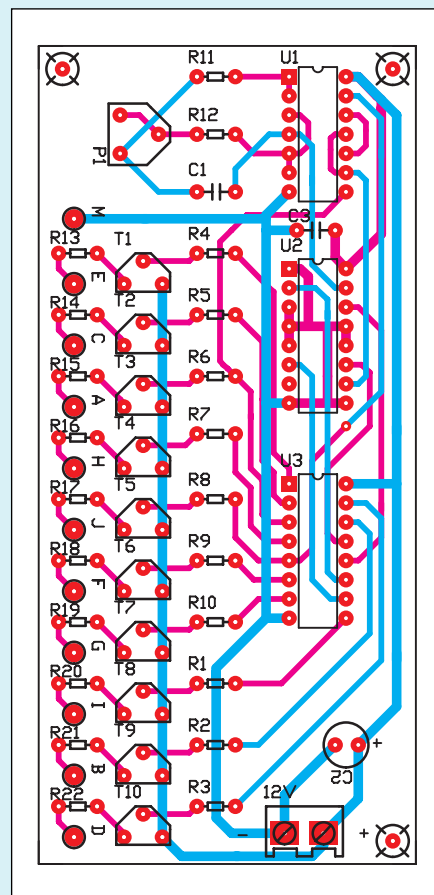 R11
U1
R12
P1
C1
M
C3
R13
T1
R4
U2
E
T2
R14
R5
C
T3
R15
R6
A
T4
R16
R7
H
T5
U3
R17
R8
J
T6
R18
R9
F
T7
R19
R10
G
T8
R20
R1
I
T9
R21
R2
+
B
C2
T10
R22
R3
12V
D
-
+